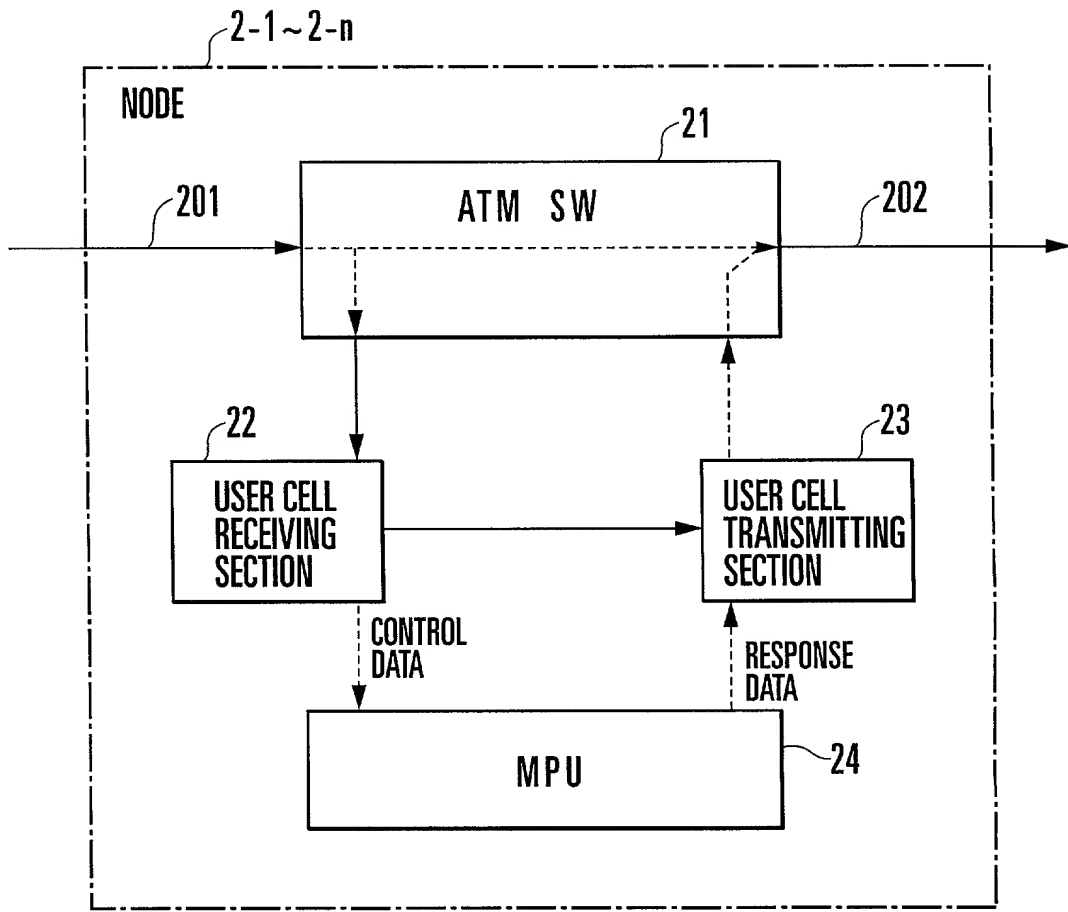 2-1~2-n
NODE
21
ATM SW
201
202
22
23
USER CELL
RECEIVING
SECTION
USER CELL
TRANSMITTING
SECTION
CONTROL
DATA
RESPONSE
DATA
MPU
24